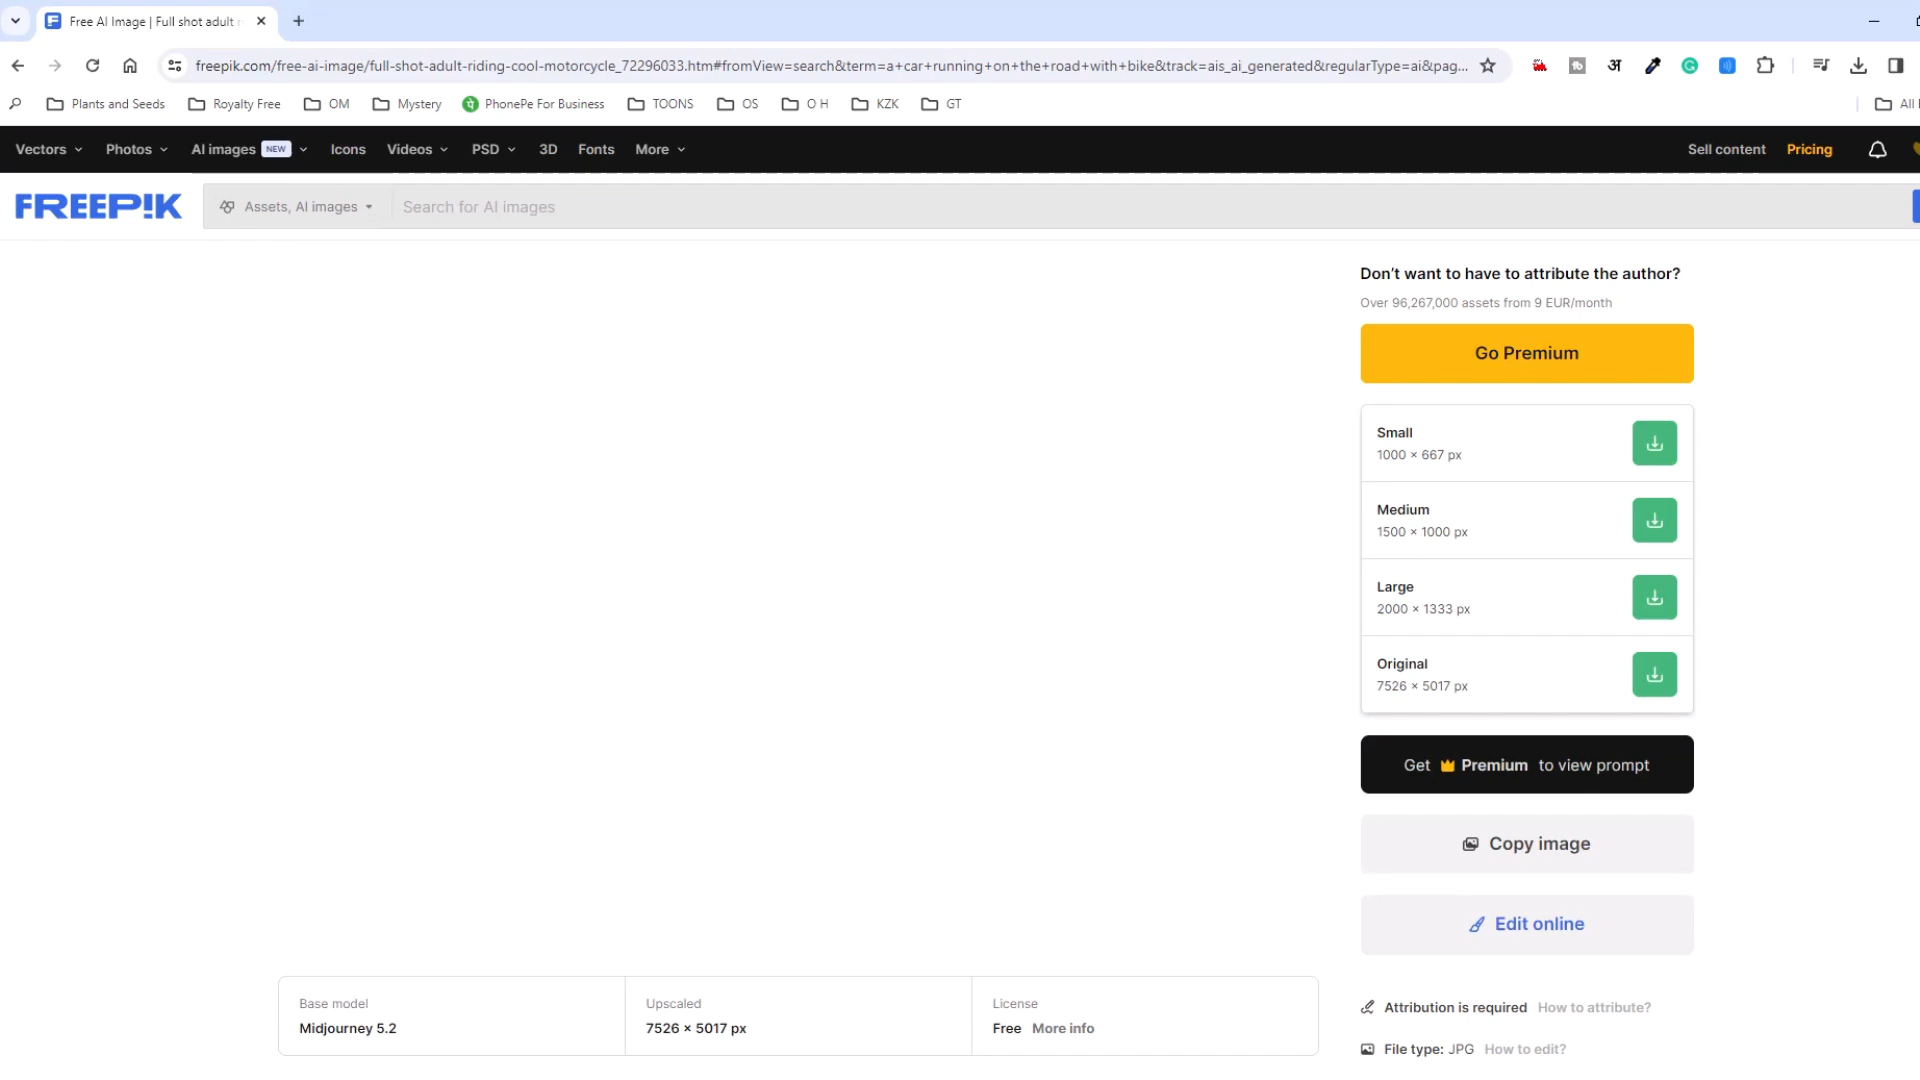 Free AI Image | Full shot adult
freepik.com/free-ai-image/full-shot-adult-riding-cool-motorcycle_72296033.htm#fromView=search&term=a+car+running+on+the+road+with+bike&track=ais_ai_generated&regularType=ai&pag...
Plants and Seeds Royalty Free OM Mystery PhonePe For Business TOONS OS O H KZK GT All
Vectors Photos AI images NEW Icons Videos PSD 3D Fonts More Sell content Pricing
FREEP!K Assets, AI images Search for AI images
Don't want to have to attribute the author?
Over 96,267,000 assets from 9 EUR/month
Go Premium
Small
1000 × 667 px
Medium
1500 × 1000 px
Large
2000 × 1333 px
Original
7526 × 5017 px
Get Premium to view prompt
Copy image
Edit online
Base model
Midjourney 5.2
Upscaled
7526 × 5017 px
License
Free More info
Attribution is required How to attribute?
File type: JPG How to edit?